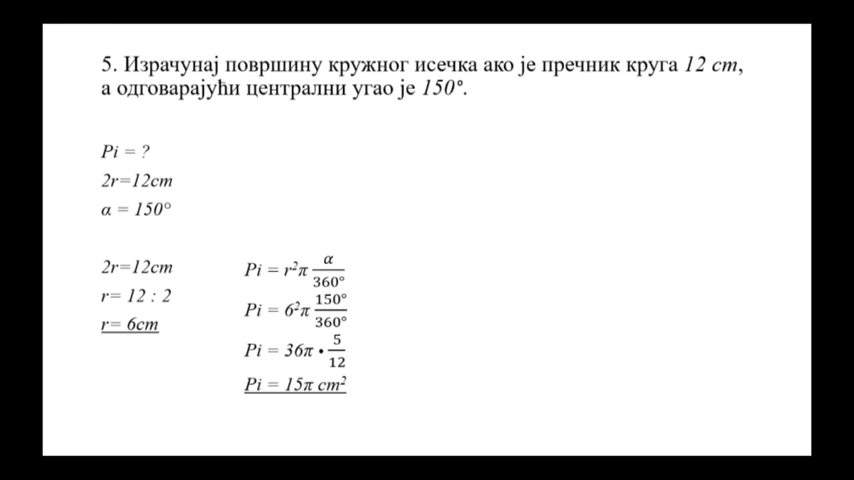 5. Израчунај површину кружног исечка ако је пречник круга 12 cm,
а одговарајући централни угао је 150°.
Pi = ?
2r=12cm
α = 150°
2r=12cm
r= 12 : 2
r= 6cm
Pi = r²π α/360°
Pi = 6²π 150°/360°
Pi = 36π • 5/12
Pi = 15π cm²